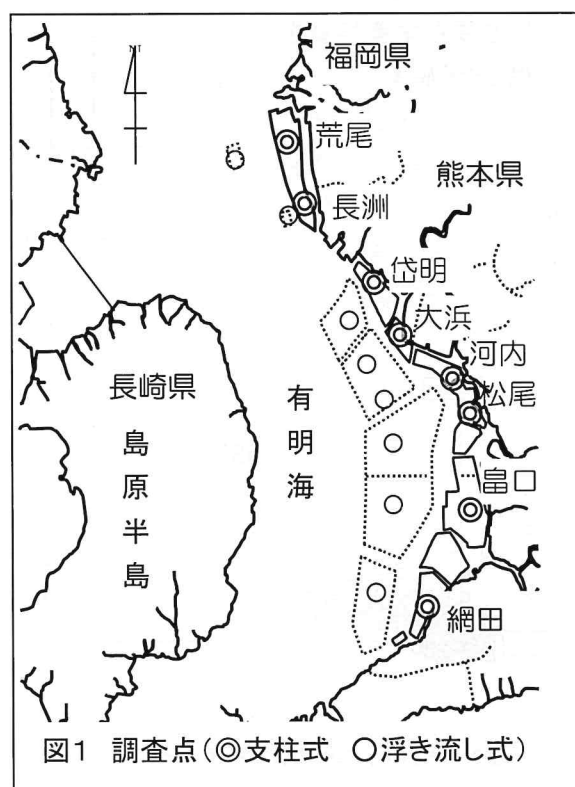 福岡県
荒尾
熊本県
長洲
岱明
大浜
河内
松尾
長崎県
島原半島
有明海
畠口
網田
図1 調査点(◎支柱式 ○浮き流し式)